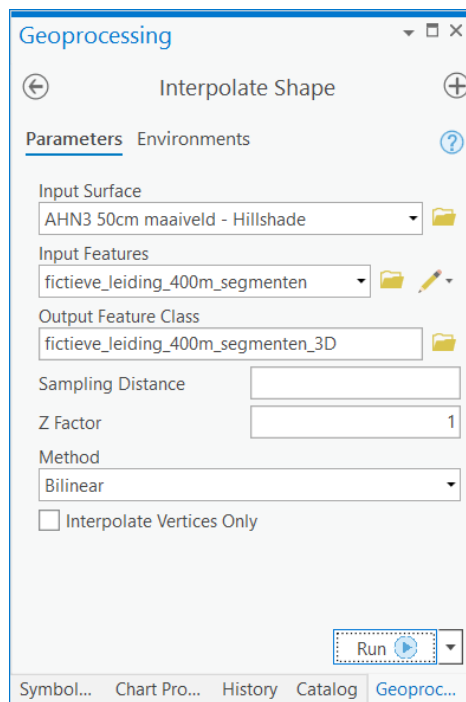 Geoprocessing
Interpolate Shape
Parameters Environments
Input Surface
AHN3 50cm maaiveld - Hillshade
Input Features
fictieve_leiding_400m_segmenten
Output Feature Class
fictieve_leiding_400m_segmenten_3D
Sampling Distance
Z Factor 1
Method
Bilinear
Interpolate Vertices Only
Run
Symbol... Chart Pro... History Catalog Geoproc...